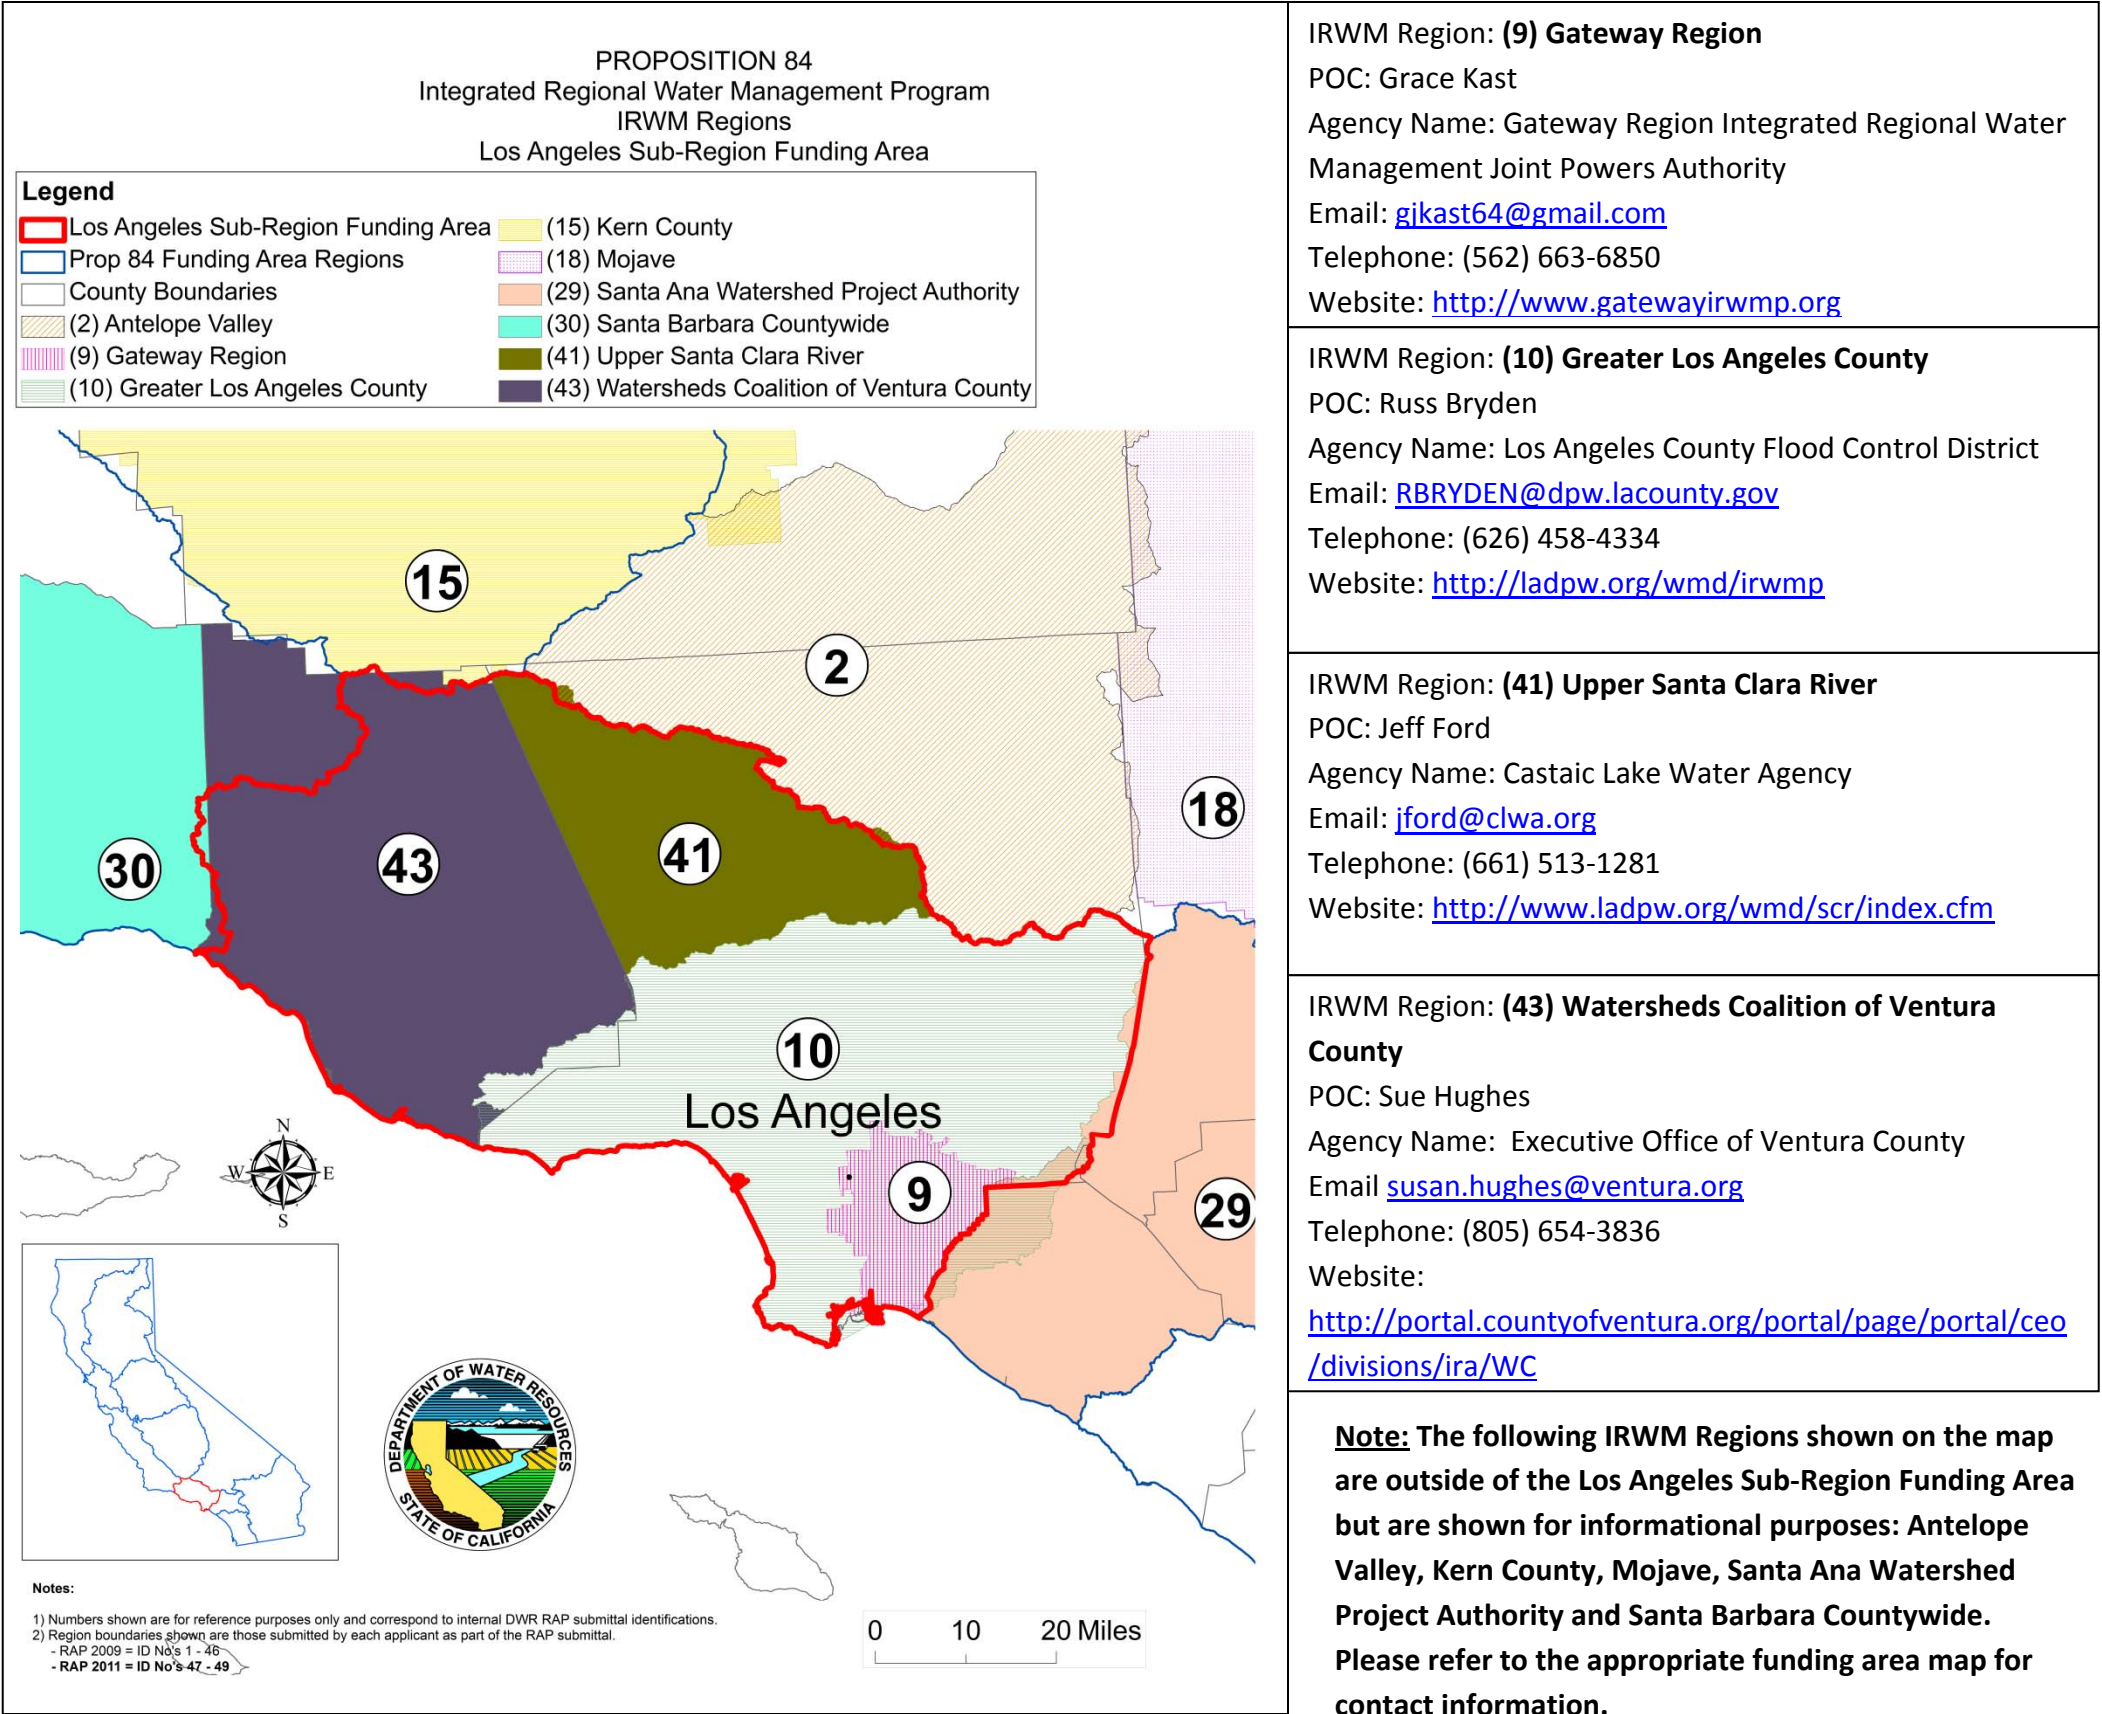 PROPOSITION 84
Integrated Regional Water Management Program
IRWM Regions
Los Angeles Sub-Region Funding Area
Legend
Los Angeles Sub-Region Funding Area
Prop 84 Funding Area Regions
County Boundaries
(2) Antelope Valley
(9) Gateway Region
(10) Greater Los Angeles County
(15) Kern County
(18) Mojave
(29) Santa Ana Watershed Project Authority
(30) Santa Barbara Countywide
(41) Upper Santa Clara River
(43) Watersheds Coalition of Ventura County
15
2
18
30
43
41
10
Los Angeles
9
29
N
W
E
S
DEPARTMENT OF WATER RESOURCES
STATE OF CALIFORNIA
Notes:
1) Numbers shown are for reference purposes only and correspond to internal DWR RAP submittal identifications.
2) Region boundaries shown are those submitted by each applicant as part of the RAP submittal.
- RAP 2009 = ID No's 1 - 46
- RAP 2011 = ID No's 47 - 49
0 10 20 Miles
IRWM Region: (9) Gateway Region
POC: Grace Kast
Agency Name: Gateway Region Integrated Regional Water
Management Joint Powers Authority
Email: gjkast64@gmail.com
Telephone: (562) 663-6850
Website: http://www.gatewayirwmp.org
IRWM Region: (10) Greater Los Angeles County
POC: Russ Bryden
Agency Name: Los Angeles County Flood Control District
Email: RBRYDEN@dpw.lacounty.gov
Telephone: (626) 458-4334
Website: http://ladpw.org/wmd/irwmp
IRWM Region: (41) Upper Santa Clara River
POC: Jeff Ford
Agency Name: Castaic Lake Water Agency
Email: jford@clwa.org
Telephone: (661) 513-1281
Website: http://www.ladpw.org/wmd/scr/index.cfm
IRWM Region: (43) Watersheds Coalition of Ventura
County
POC: Sue Hughes
Agency Name: Executive Office of Ventura County
Email susan.hughes@ventura.org
Telephone: (805) 654-3836
Website:
http://portal.countyofventura.org/portal/page/portal/ceo
/divisions/ira/WC
Note: The following IRWM Regions shown on the map
are outside of the Los Angeles Sub-Region Funding Area
but are shown for informational purposes: Antelope
Valley, Kern County, Mojave, Santa Ana Watershed
Project Authority and Santa Barbara Countywide.
Please refer to the appropriate funding area map for
contact information.